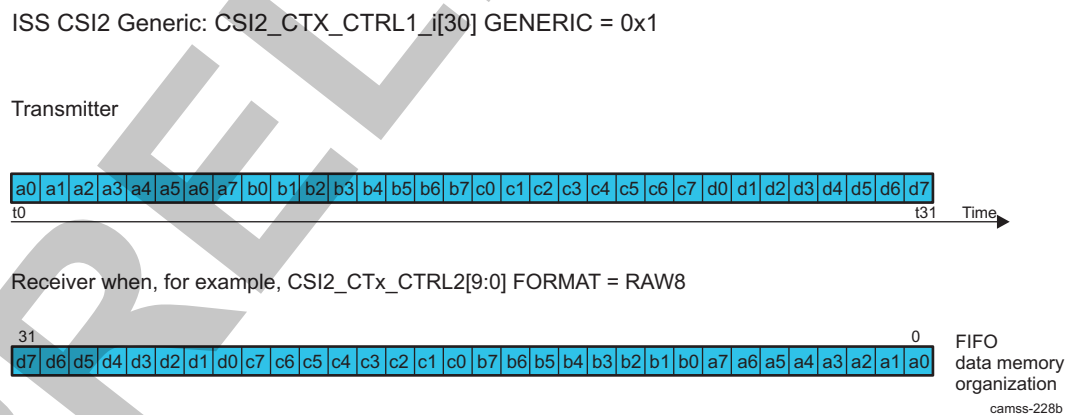 ISS CSI2 Generic: CSI2_CTX_CTRL1_i[30] GENERIC = 0x1
Transmitter
a0 a1 a2 a3 a4 a5 a6 a7 b0 b1 b2 b3 b4 b5 b6 b7 c0 c1 c2 c3 c4 c5 c6 c7 d0 d1 d2 d3 d4 d5 d6 d7
t0 t31 Time
Receiver when, for example, CSI2_CTx_CTRL2[9:0] FORMAT = RAW8
31 0
d7 d6 d5 d4 d3 d2 d1 d0 c7 c6 c5 c4 c3 c2 c1 c0 b7 b6 b5 b4 b3 b2 b1 b0 a7 a6 a5 a4 a3 a2 a1 a0
FIFO
data memory
organization
camss-228b